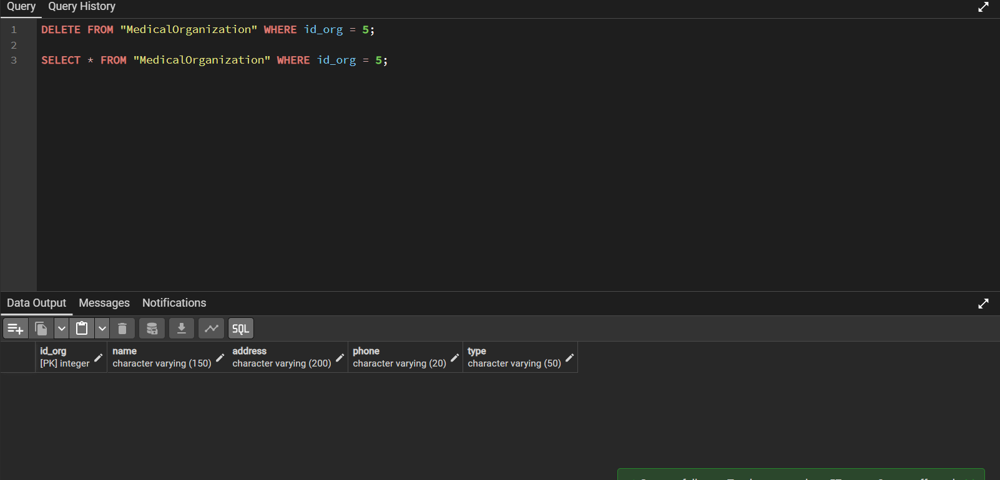 Query Query History
1 DELETE FROM "MedicalOrganization" WHERE id_org = 5;
2
3 SELECT * FROM "MedicalOrganization" WHERE id_org = 5;
Data Output Messages Notifications
SQL
id_org name address phone type
[PK] integer character varying (150) character varying (200) character varying (20) character varying (50)